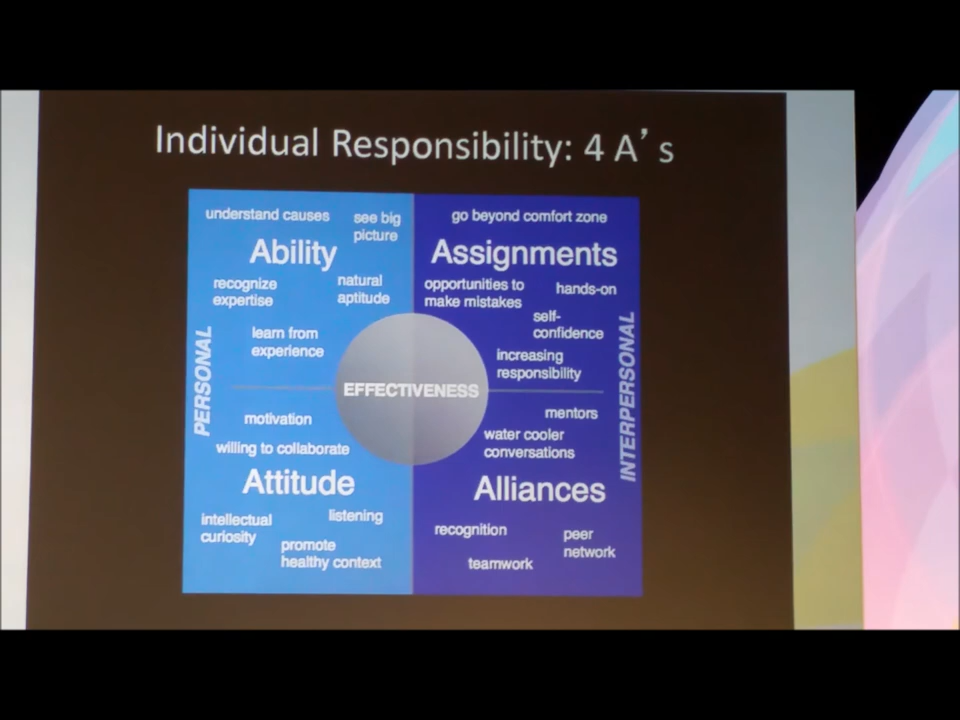 Individual Responsibility: 4 A's
understand causes
see big
picture
Ability
recognize
expertise
natural
aptitude
learn from
experience
PERSONAL
go beyond comfort zone
Assignments
opportunities to
make mistakes
hands-on
self-
confidence
increasing
responsibility
INTERPERSONAL
EFFECTIVENESS
motivation
willing to collaborate
Attitude
intellectual
curiosity
listening
promote
healthy context
mentors
water cooler
conversations
Alliances
recognition
peer
network
teamwork